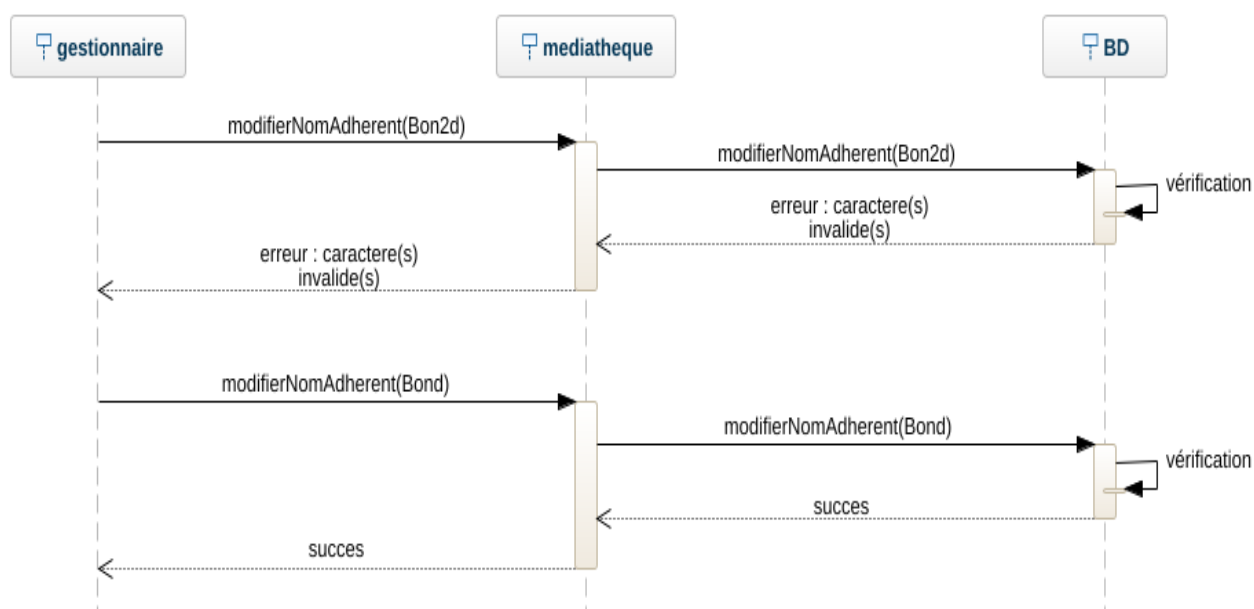 gestionnaire
mediatheque
BD
modifierNomAdherent(Bon2d)
modifierNomAdherent(Bon2d)
vérification
erreur : caractere(s)
invalide(s)
erreur : caractere(s)
invalide(s)
modifierNomAdherent(Bond)
modifierNomAdherent(Bond)
vérification
succes
succes